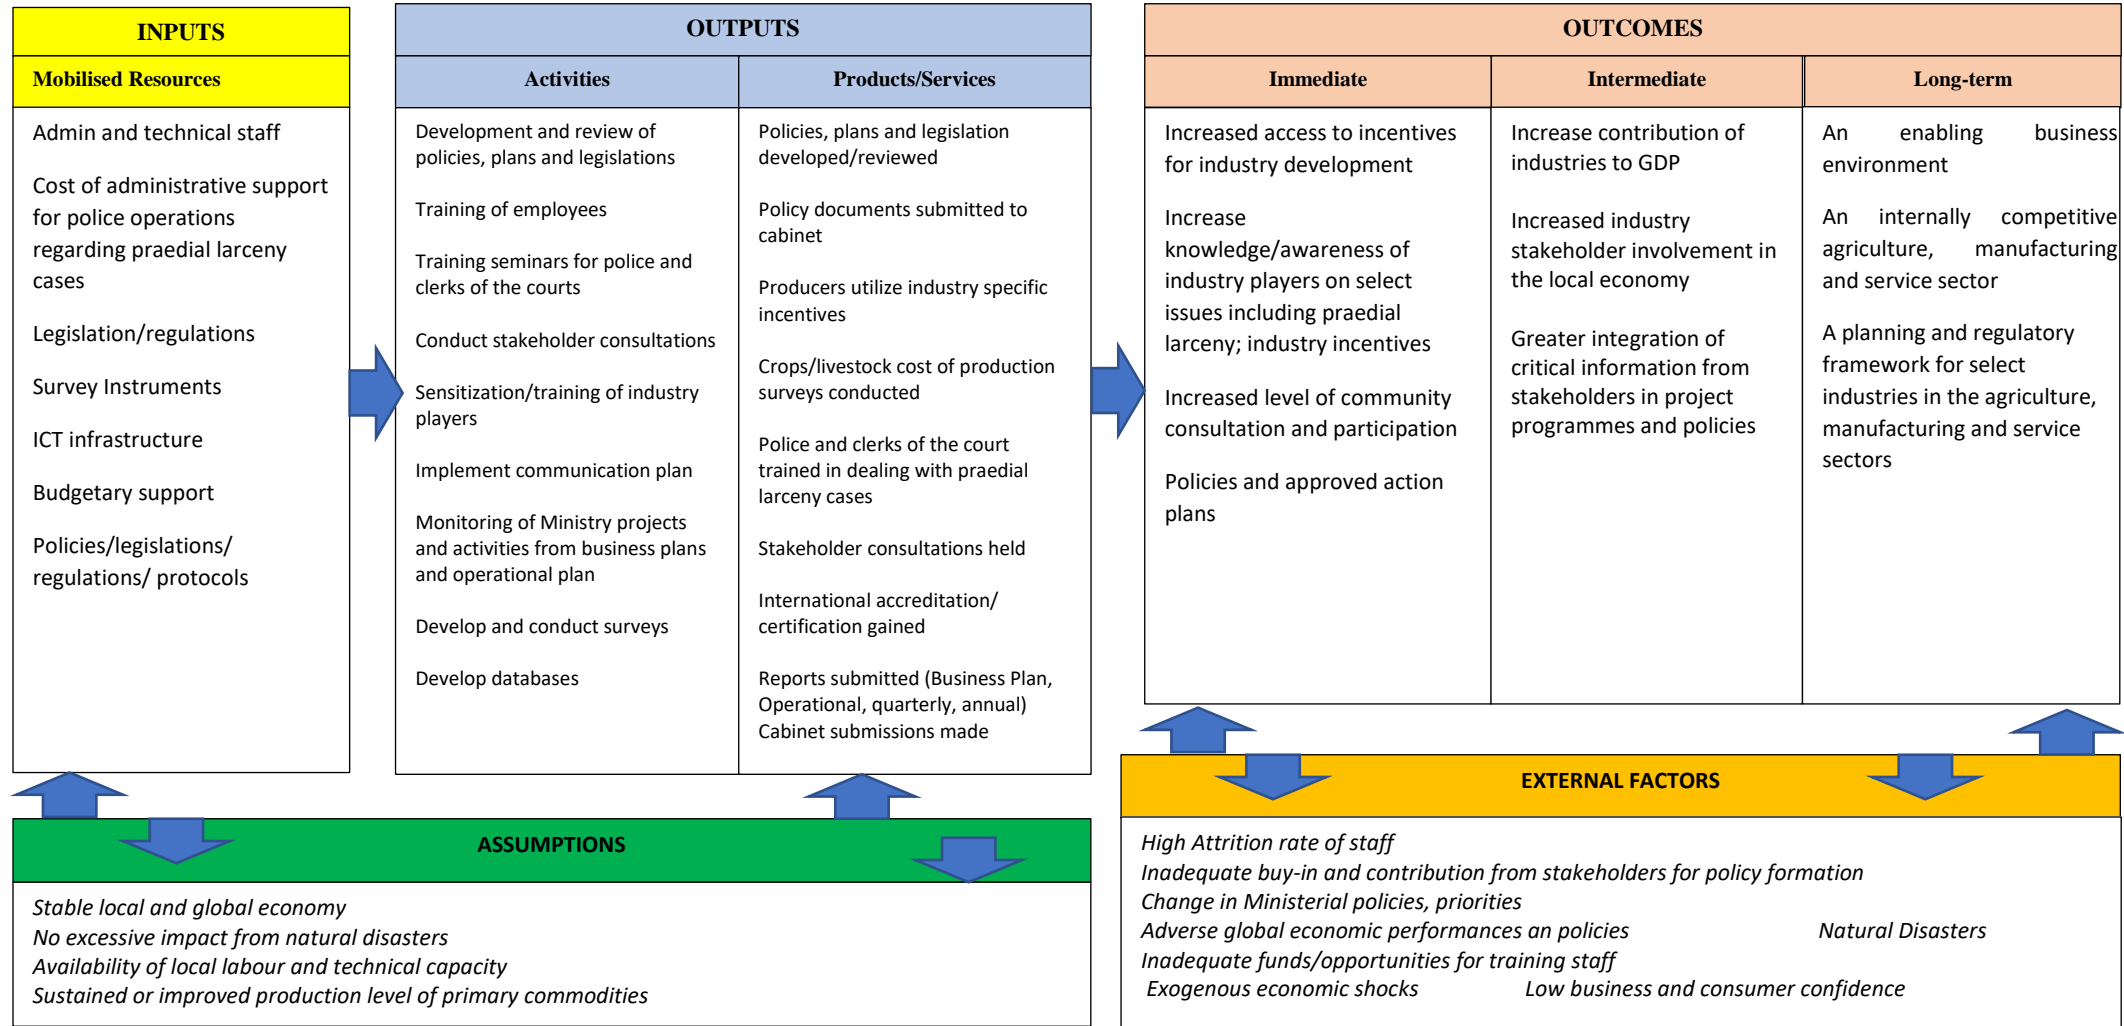 INPUTS
Mobilised Resources
Admin and technical staff
Cost of administrative support
for police operations
regarding praedial larceny
cases
Legislation/regulations
Survey Instruments
ICT infrastructure
Budgetary support
Policies/legislations/
regulations/ protocols
OUTPUTS
Activities
Development and review of
policies, plans and legislations
Training of employees
Training seminars for police and
clerks of the courts
Conduct stakeholder consultations
Sensitization/training of industry
players
Implement communication plan
Monitoring of Ministry projects
and activities from business plans
and operational plan
Develop and conduct surveys
Develop databases
Products/Services
Policies, plans and legislation
developed/reviewed
Policy documents submitted to
cabinet
Producers utilize industry specific
incentives
Crops/livestock cost of production
surveys conducted
Police and clerks of the court
trained in dealing with praedial
larceny cases
Stakeholder consultations held
International accreditation/
certification gained
Reports submitted (Business Plan,
Operational, quarterly, annual)
Cabinet submissions made
OUTCOMES
Immediate
Increased access to incentives
for industry development
Increase
knowledge/awareness of
industry players on select
issues including praedial
larceny; industry incentives
Increased level of community
consultation and participation
Policies and approved action
plans
Intermediate
Increase contribution of
industries to GDP
Increased industry
stakeholder involvement in
the local economy
Greater integration of
critical information from
stakeholders in project
programmes and policies
Long-term
An enabling business
environment
An internally competitive
agriculture, manufacturing
and service sector
A planning and regulatory
framework for select
industries in the agriculture,
manufacturing and service
sectors
ASSUMPTIONS
Stable local and global economy
No excessive impact from natural disasters
Availability of local labour and technical capacity
Sustained or improved production level of primary commodities
EXTERNAL FACTORS
High Attrition rate of staff
Inadequate buy-in and contribution from stakeholders for policy formation
Change in Ministerial policies, priorities
Adverse global economic performances an policies Natural Disasters
Inadequate funds/opportunities for training staff
Exogenous economic shocks Low business and consumer confidence